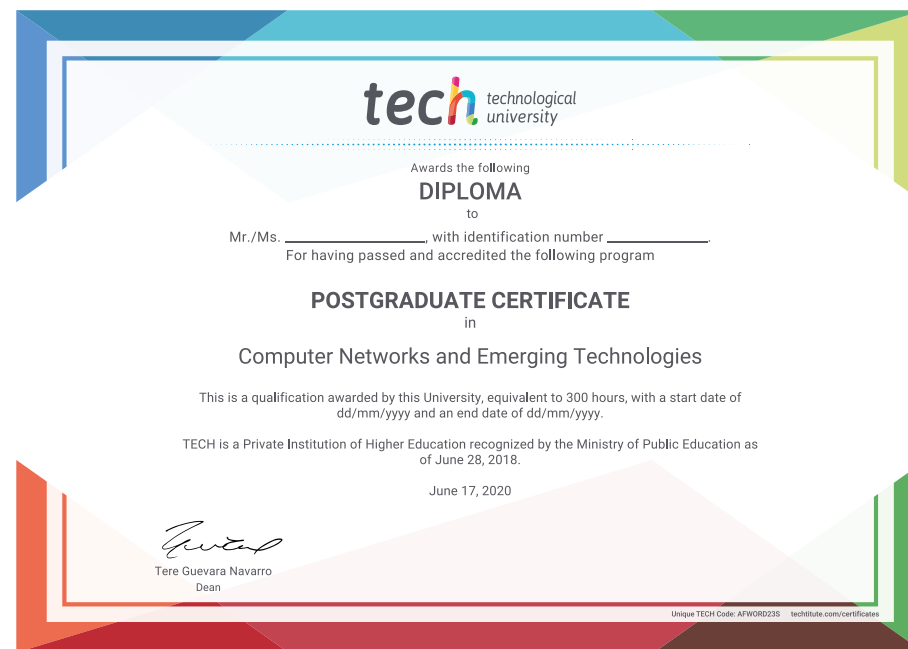 tech technological
university
Awards the following
DIPLOMA
to
Mr./Ms. ____________________, with identification number ______________.
For having passed and accredited the following program
POSTGRADUATE CERTIFICATE
in
Computer Networks and Emerging Technologies
This is a qualification awarded by this University, equivalent to 300 hours, with a start date of
dd/mm/yyyy and an end date of dd/mm/yyyy.
TECH is a Private Institution of Higher Education recognized by the Ministry of Public Education as
of June 28, 2018.
June 17, 2020
Tere Guevara Navarro
Dean
Unique TECH Code: AFWORD23S techtitute.com/certificates